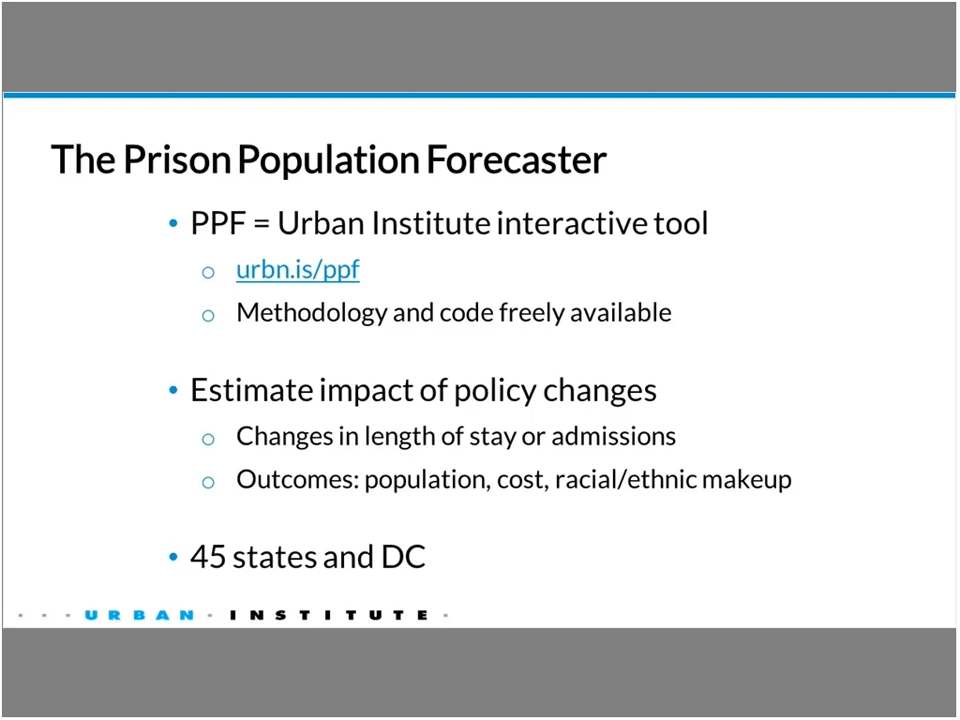 The Prison Population Forecaster
• PPF = Urban Institute interactive tool
o urbn.is/ppf
o Methodology and code freely available
• Estimate impact of policy changes
o Changes in length of stay or admissions
o Outcomes: population, cost, racial/ethnic makeup
• 45 states and DC
URBAN INSTITUTE